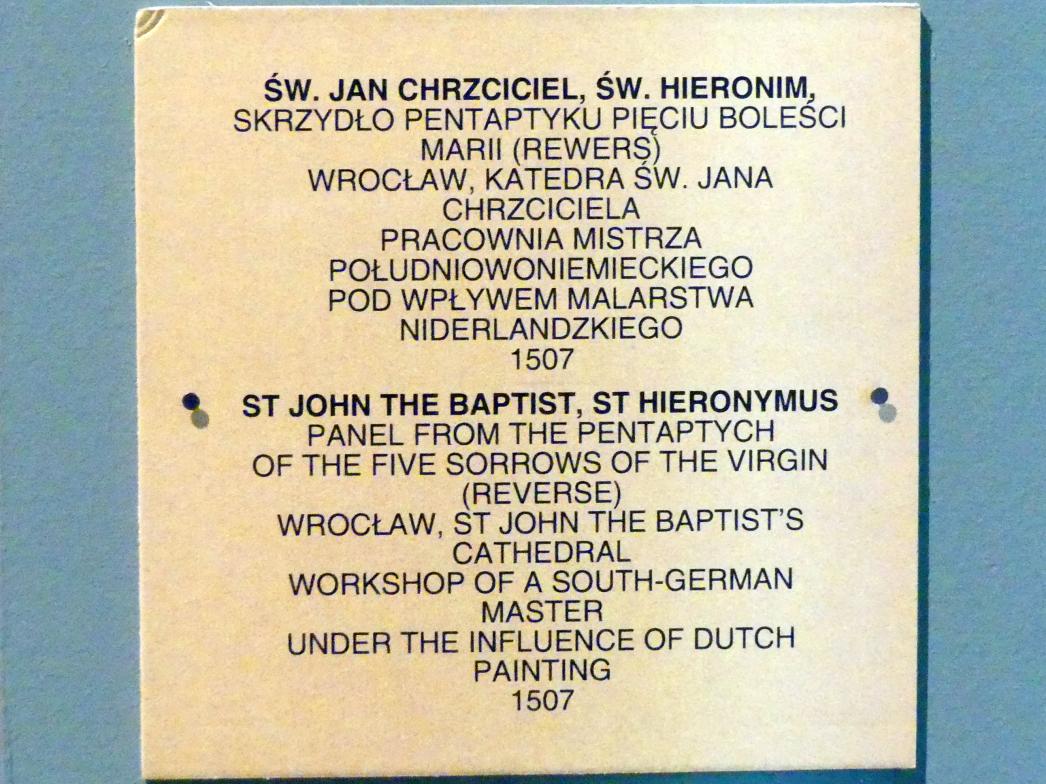 ŚW. JAN CHRZCICIEL, ŚW. HIERONIM,
SKRZYDŁO PENTAPTYKU PIĘCIU BOLEŚCI
MARII (REWERS)
WROCŁAW, KATEDRA ŚW. JANA
CHRZCICIELA
PRACOWNIA MISTRZA
POŁUDNIOWONIEMIECKIEGO
POD WPŁYWEM MALARSTWA
NIDERLANDZKIEGO
1507
ST JOHN THE BAPTIST, ST HIERONYMUS
PANEL FROM THE PENTAPTYCH
OF THE FIVE SORROWS OF THE VIRGIN
(REVERSE)
WROCŁAW, ST JOHN THE BAPTIST'S
CATHEDRAL
WORKSHOP OF A SOUTH-GERMAN
MASTER
UNDER THE INFLUENCE OF DUTCH
PAINTING
1507